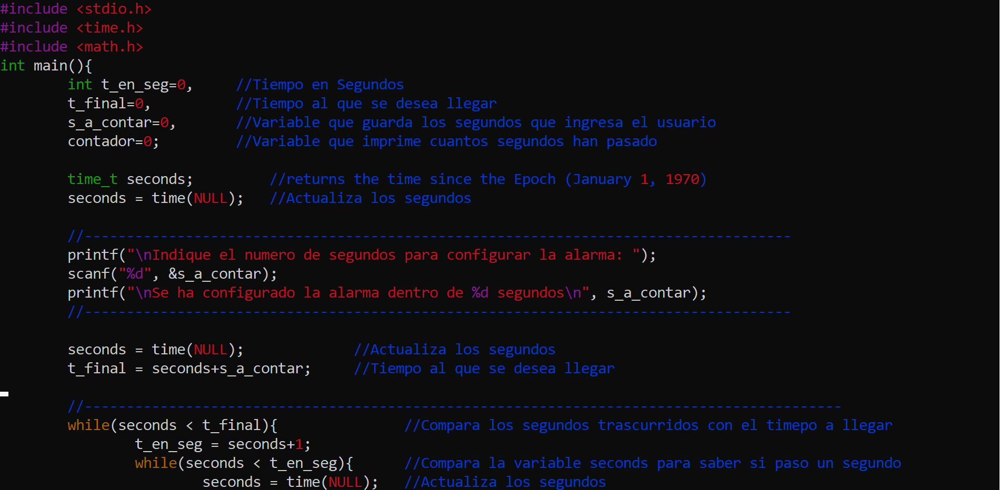 #include <stdio.h>
#include <time.h>
#include <math.h>
int main(){
        int t_en_seg=0,     //Tiempo en Segundos
        t_final=0,          //Tiempo al que se desea llegar
        s_a_contar=0,       //Variable que guarda los segundos que ingresa el usuario
        contador=0;         //Variable que imprime cuantos segundos han pasado
        time_t seconds;         //returns the time since the Epoch (January 1, 1970)
        seconds = time(NULL);   //Actualiza los segundos
        //------------------------------------------------------------------------------------
        printf("\nIndique el numero de segundos para configurar la alarma: ");
        scanf("%d", &s_a_contar);
        printf("\nSe ha configurado la alarma dentro de %d segundos\n", s_a_contar);
        //------------------------------------------------------------------------------------
        seconds = time(NULL);             //Actualiza los segundos
        t_final = seconds+s_a_contar;     //Tiempo al que se desea llegar
        //------------------------------------------------------------------------------------------
        while(seconds < t_final){               //Compara los segundos trascurridos con el timepo a llegar
                t_en_seg = seconds+1;
                while(seconds < t_en_seg){      //Compara la variable seconds para saber si paso un segundo
                        seconds = time(NULL);   //Actualiza los segundos